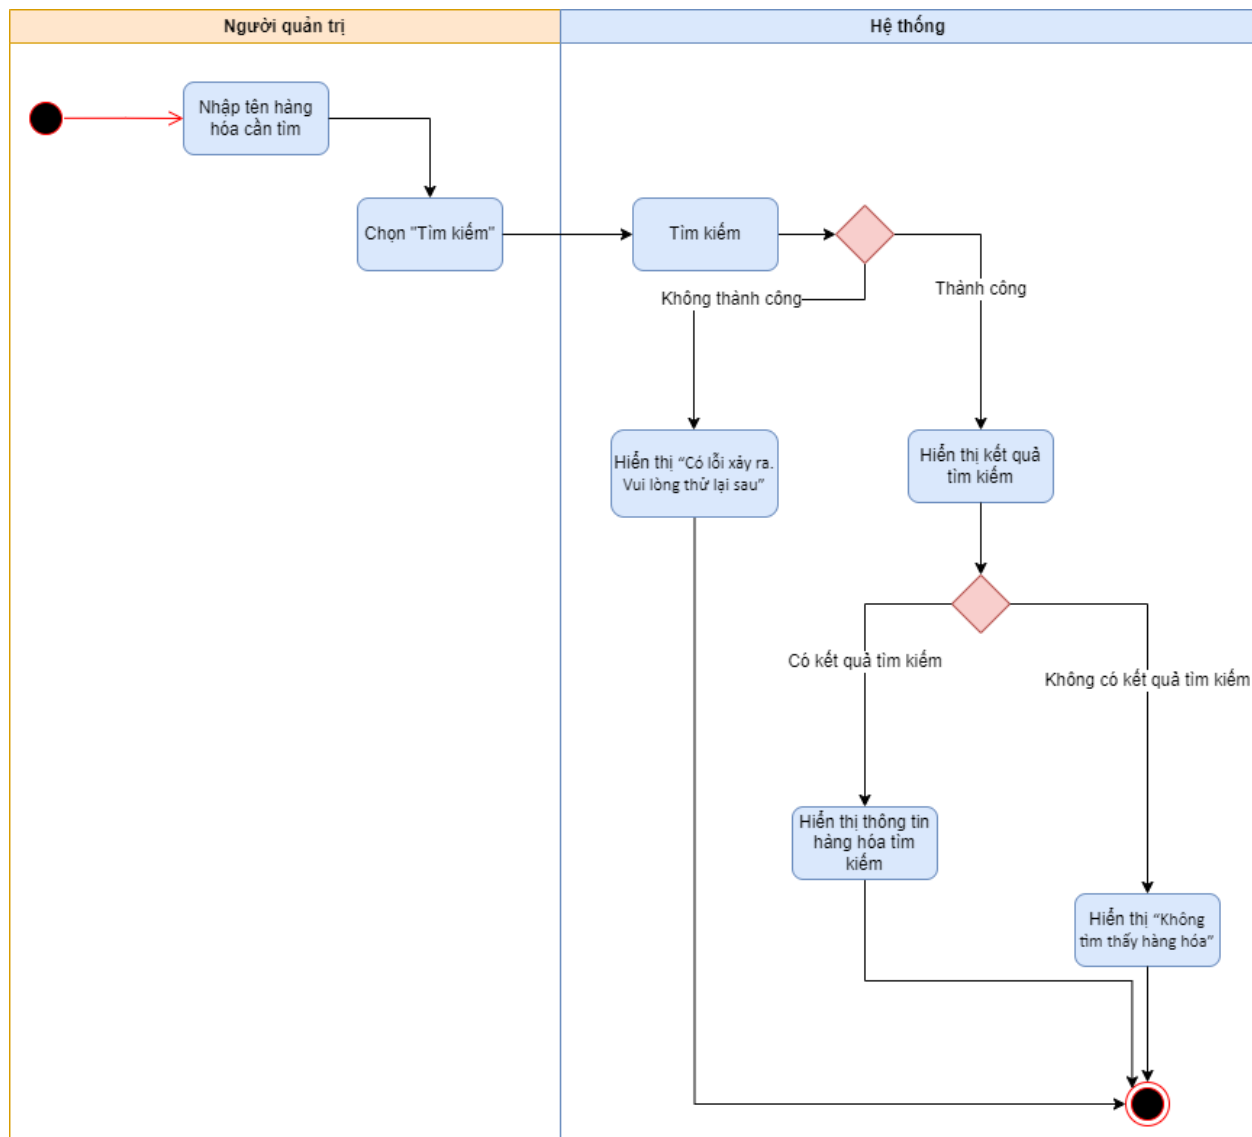 Người quản trị
Hệ thống
Nhập tên hàng
hóa cần tìm
Chọn "Tìm kiếm"
Tìm kiếm
Không thành công
Thành công
Hiển thị “Có lỗi xảy ra.
Vui lòng thử lại sau”
Hiển thị kết quả
tìm kiếm
Có kết quả tìm kiếm
Không có kết quả tìm kiếm
Hiển thị thông tin
hàng hóa tìm
kiếm
Hiển thị “Không
tìm thấy hàng hóa”